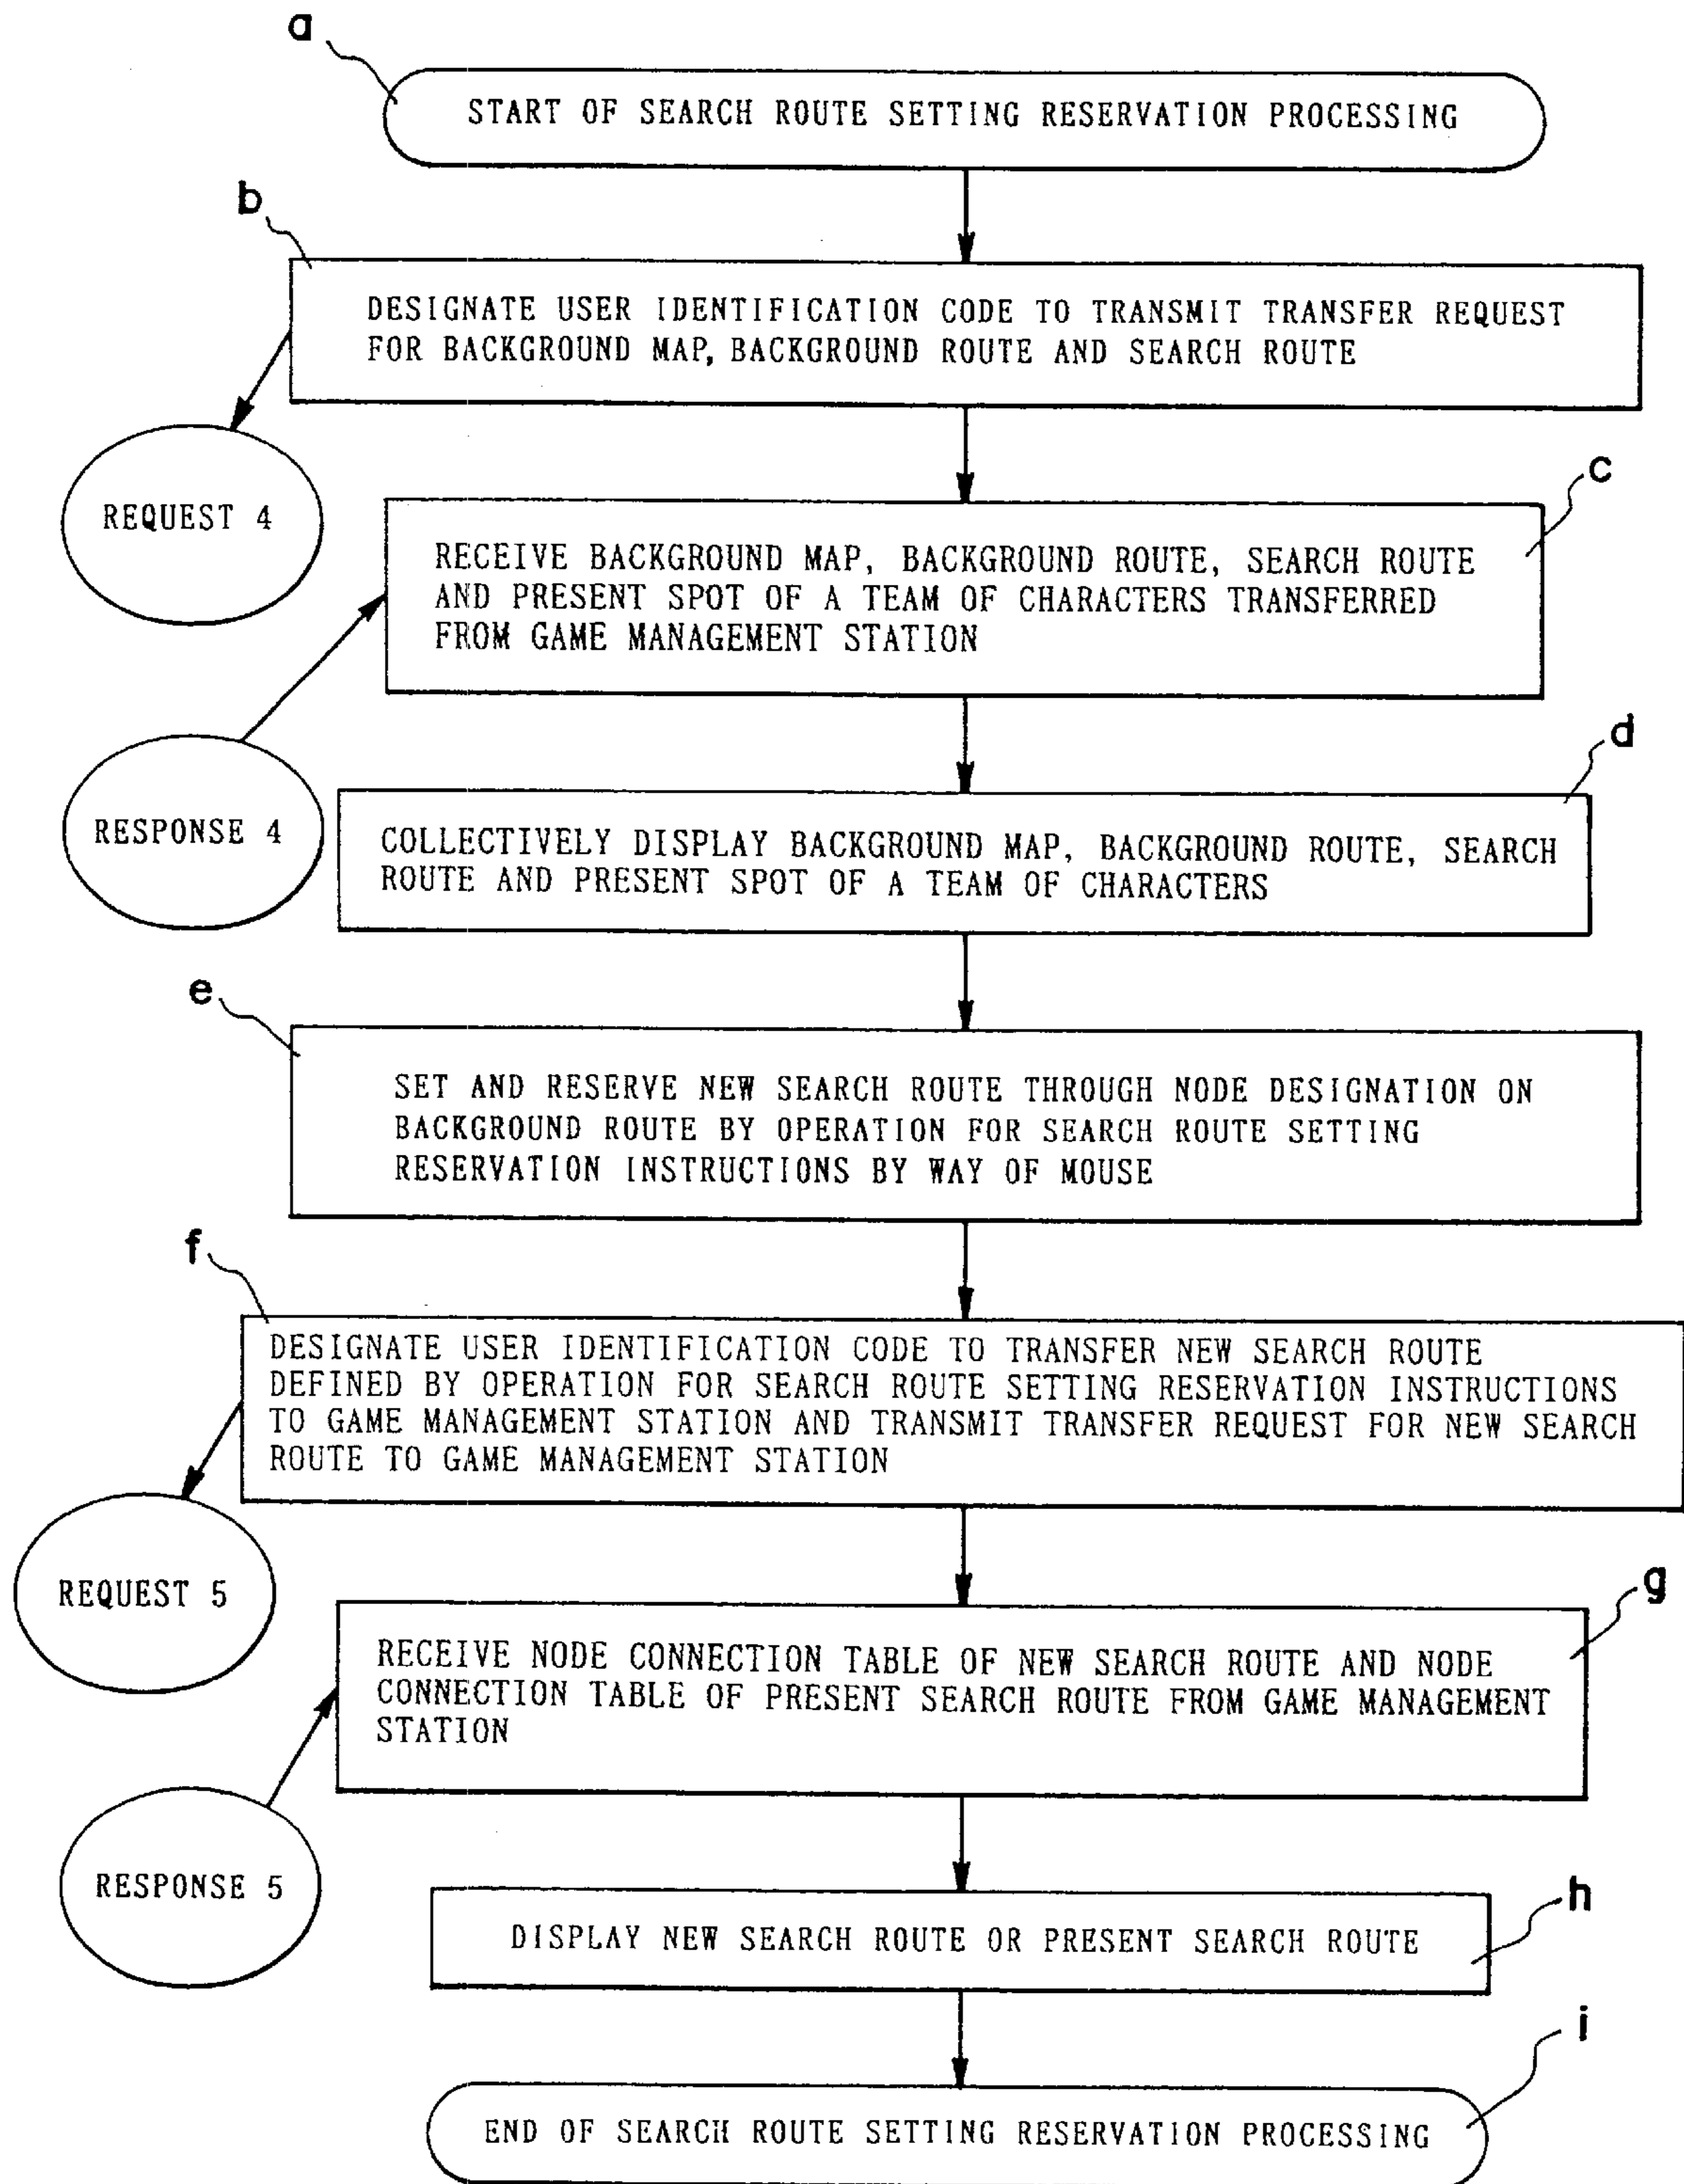 a
START OF SEARCH ROUTE SETTING RESERVATION PROCESSING
b
DESIGNATE USER IDENTIFICATION CODE TO TRANSMIT TRANSFER REQUEST
FOR BACKGROUND MAP, BACKGROUND ROUTE AND SEARCH ROUTE
REQUEST 4
c
RECEIVE BACKGROUND MAP, BACKGROUND ROUTE, SEARCH ROUTE
AND PRESENT SPOT OF A TEAM OF CHARACTERS TRANSFERRED
FROM GAME MANAGEMENT STATION
RESPONSE 4
d
COLLECTIVELY DISPLAY BACKGROUND MAP, BACKGROUND ROUTE, SEARCH
ROUTE AND PRESENT SPOT OF A TEAM OF CHARACTERS
e
SET AND RESERVE NEW SEARCH ROUTE THROUGH NODE DESIGNATION ON
BACKGROUND ROUTE BY OPERATION FOR SEARCH ROUTE SETTING
RESERVATION INSTRUCTIONS BY WAY OF MOUSE
f
DESIGNATE USER IDENTIFICATION CODE TO TRANSFER NEW SEARCH ROUTE
DEFINED BY OPERATION FOR SEARCH ROUTE SETTING RESERVATION INSTRUCTIONS
TO GAME MANAGEMENT STATION AND TRANSMIT TRANSFER REQUEST FOR NEW SEARCH
ROUTE TO GAME MANAGEMENT STATION
REQUEST 5
g
RECEIVE NODE CONNECTION TABLE OF NEW SEARCH ROUTE AND NODE
CONNECTION TABLE OF PRESENT SEARCH ROUTE FROM GAME MANAGEMENT
STATION
RESPONSE 5
h
DISPLAY NEW SEARCH ROUTE OR PRESENT SEARCH ROUTE
i
END OF SEARCH ROUTE SETTING RESERVATION PROCESSING